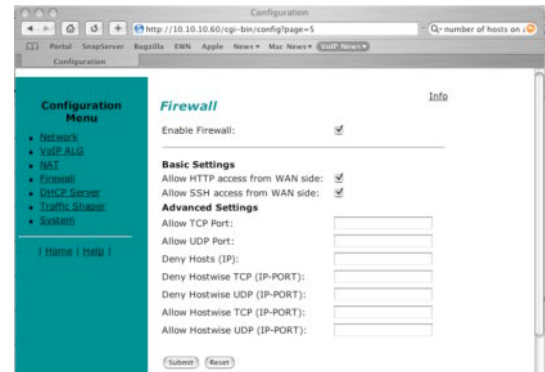 Configuration
http://10.10.10.60/cgi-bin/config?page=5
number of hosts on a
Portal SnapServer Bugzilla EWN Apple News Mac News VoIP News
Configuration
Configuration Menu
Network
VoIP ALG
NAT
Firewall
DHCP Server
Traffic Shaper
System
| Home | Help |
Info
Firewall
Enable Firewall:
Basic Settings
Allow HTTP access from WAN side:
Allow SSH access from WAN side:
Advanced Settings
Allow TCP Port:
Allow UDP Port:
Deny Hosts (IP):
Deny Hostwise TCP (IP-PORT):
Deny Hostwise UDP (IP-PORT):
Allow Hostwise TCP (IP-PORT):
Allow Hostwise UDP (IP-PORT):
Submit Reset